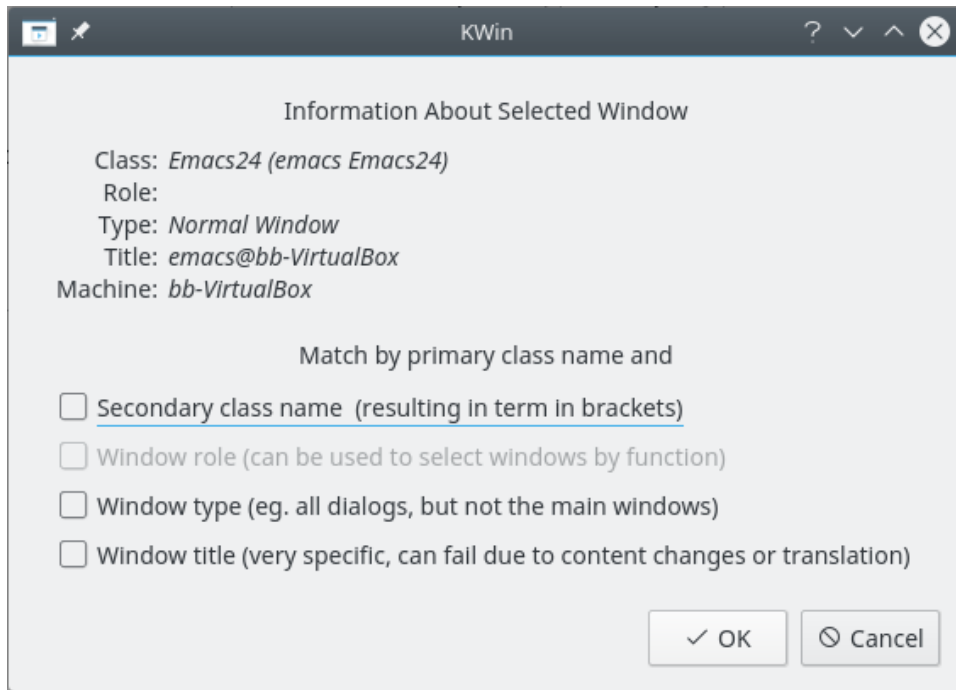 KWin
Information About Selected Window
Class: Emacs24 (emacs Emacs24)
Role:
Type: Normal Window
Title: emacs@bb-VirtualBox
Machine: bb-VirtualBox
Match by primary class name and
Secondary class name  (resulting in term in brackets)
Window role (can be used to select windows by function)
Window type (eg. all dialogs, but not the main windows)
Window title (very specific, can fail due to content changes or translation)
OK Cancel